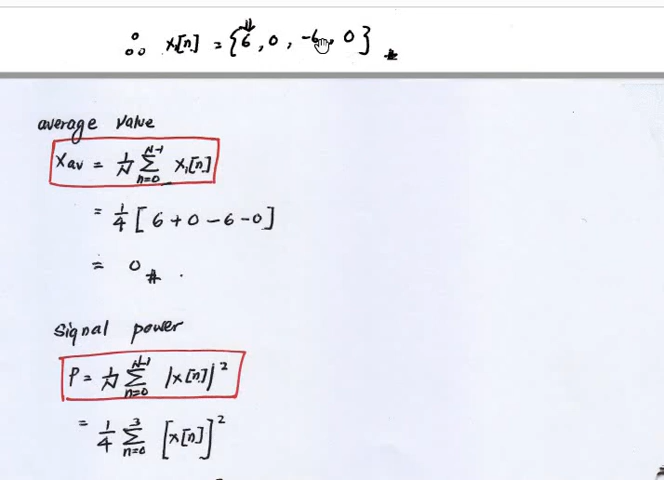 ∴ x[n] = {6, 0, -6, 0}
average value
Xav = 1/N Σ_{n=0}^{N-1} x₁[n]
= 1/4 [6 + 0 - 6 - 0]
= 0 #.
Signal power
P = 1/N Σ_{n=0}^{N-1} |x[n]|²
= 1/4 Σ_{n=0}^{3} [x[n]]²